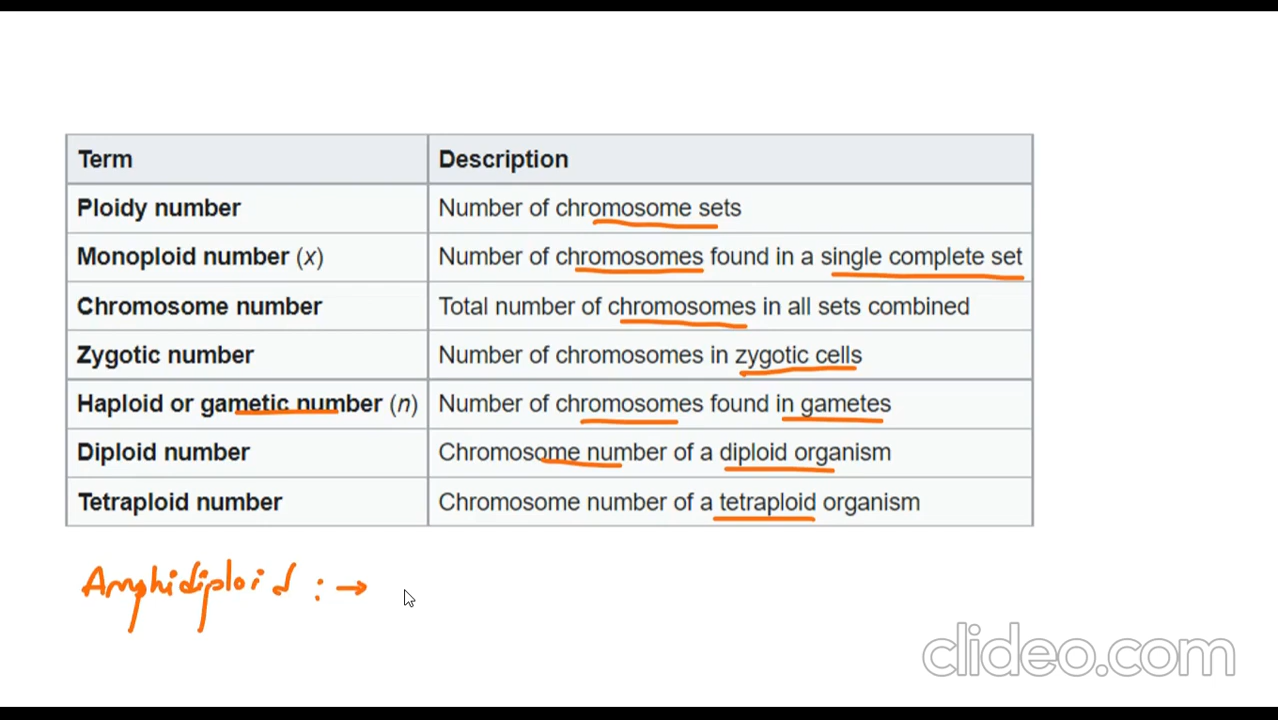 Term Description
Ploidy number Number of chromosome sets
Monoploid number (x) Number of chromosomes found in a single complete set
Chromosome number Total number of chromosomes in all sets combined
Zygotic number Number of chromosomes in zygotic cells
Haploid or gametic number (n) Number of chromosomes found in gametes
Diploid number Chromosome number of a diploid organism
Tetraploid number Chromosome number of a tetraploid organism
Amphidiploid : →
clideo.com